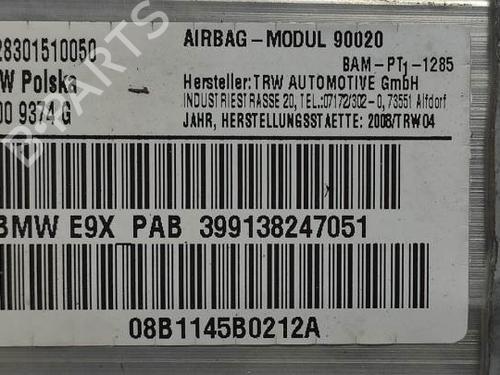 28301510050
AIRBAG-MODUL 90020
BAM-PT1-1285
W Polska
Hersteller: TRW AUTOMOTIVE GmbH
INDUSTRIESTRASSE 20, TEL.:07172/302-0, 73551 Alfdorf
00 9374 G
JAHR, HERSTELLUNGSSTAETTE: 2008/TRW04
BMW E9X PAB 399138247051
08B1145B0212A
B-PARTS